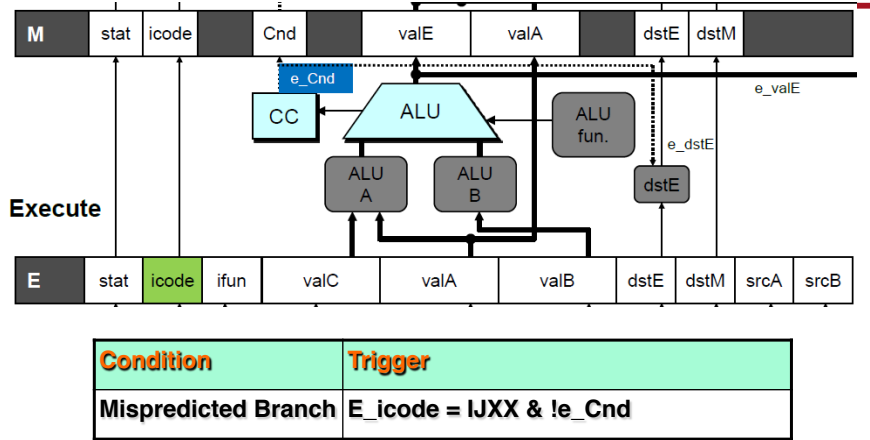 M stat icode Cnd valE valA dstE dstM
e_Cnd
e_valE
CC
ALU
ALU
fun.
e_dstE
ALU
A
ALU
B
dstE
Execute
E stat icode ifun valC valA valB dstE dstM srcA srcB
Condition Trigger
Mispredicted Branch E_icode = IJXX & !e_Cnd